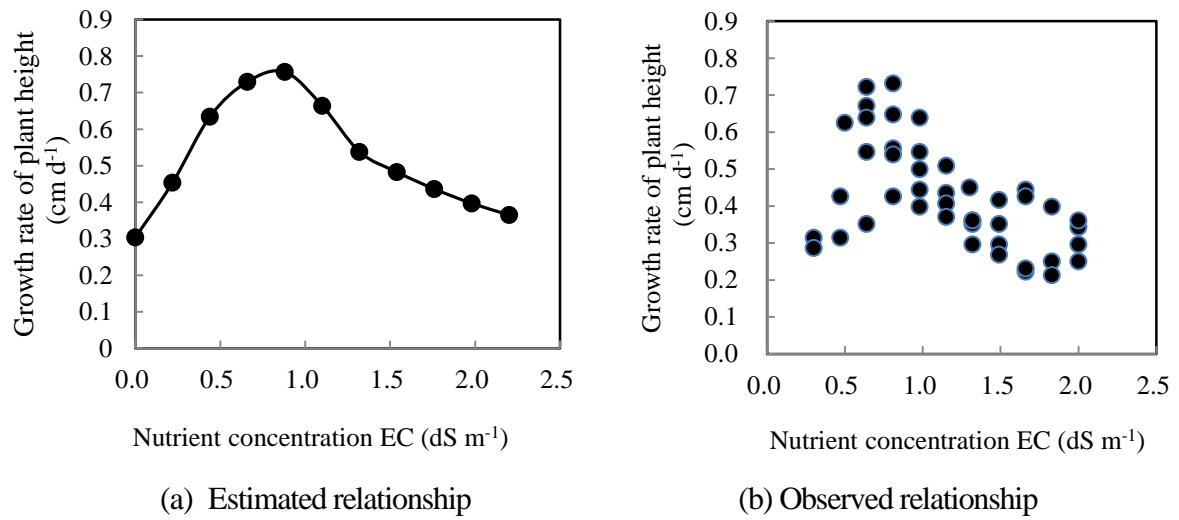 Growth rate of plant height
(cm d-1)
0.9
0.8
0.7
0.6
0.5
0.4
0.3
0.2
0.1
0
0.0 0.5 1.0 1.5 2.0 2.5
Nutrient concentration EC (dS m-1)
(a) Estimated relationship
Growth rate of plant height
(cm d-1)
0.9
0.8
0.7
0.6
0.5
0.4
0.3
0.2
0.1
0.0
0.0 0.5 1.0 1.5 2.0 2.5
Nutrient concentration EC (dS m-1)
(b) Observed relationship